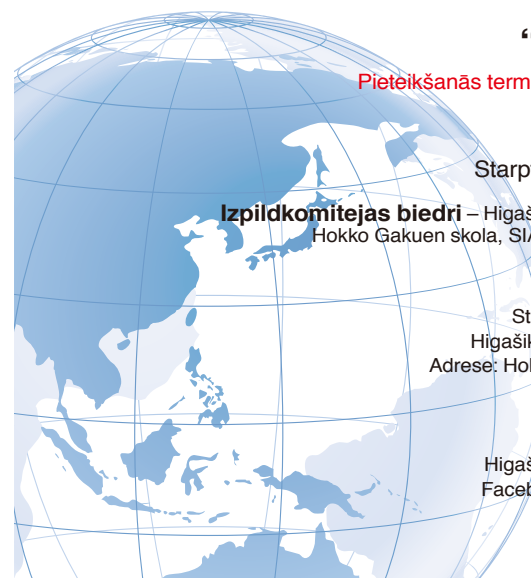 “
Pieteikšanās term
Starp
Izpildkomitejas biedri – Higaš
Hokko Gakuen skola, SIA
St
Higašik
Adrese: Hol
Higaš
Faceb